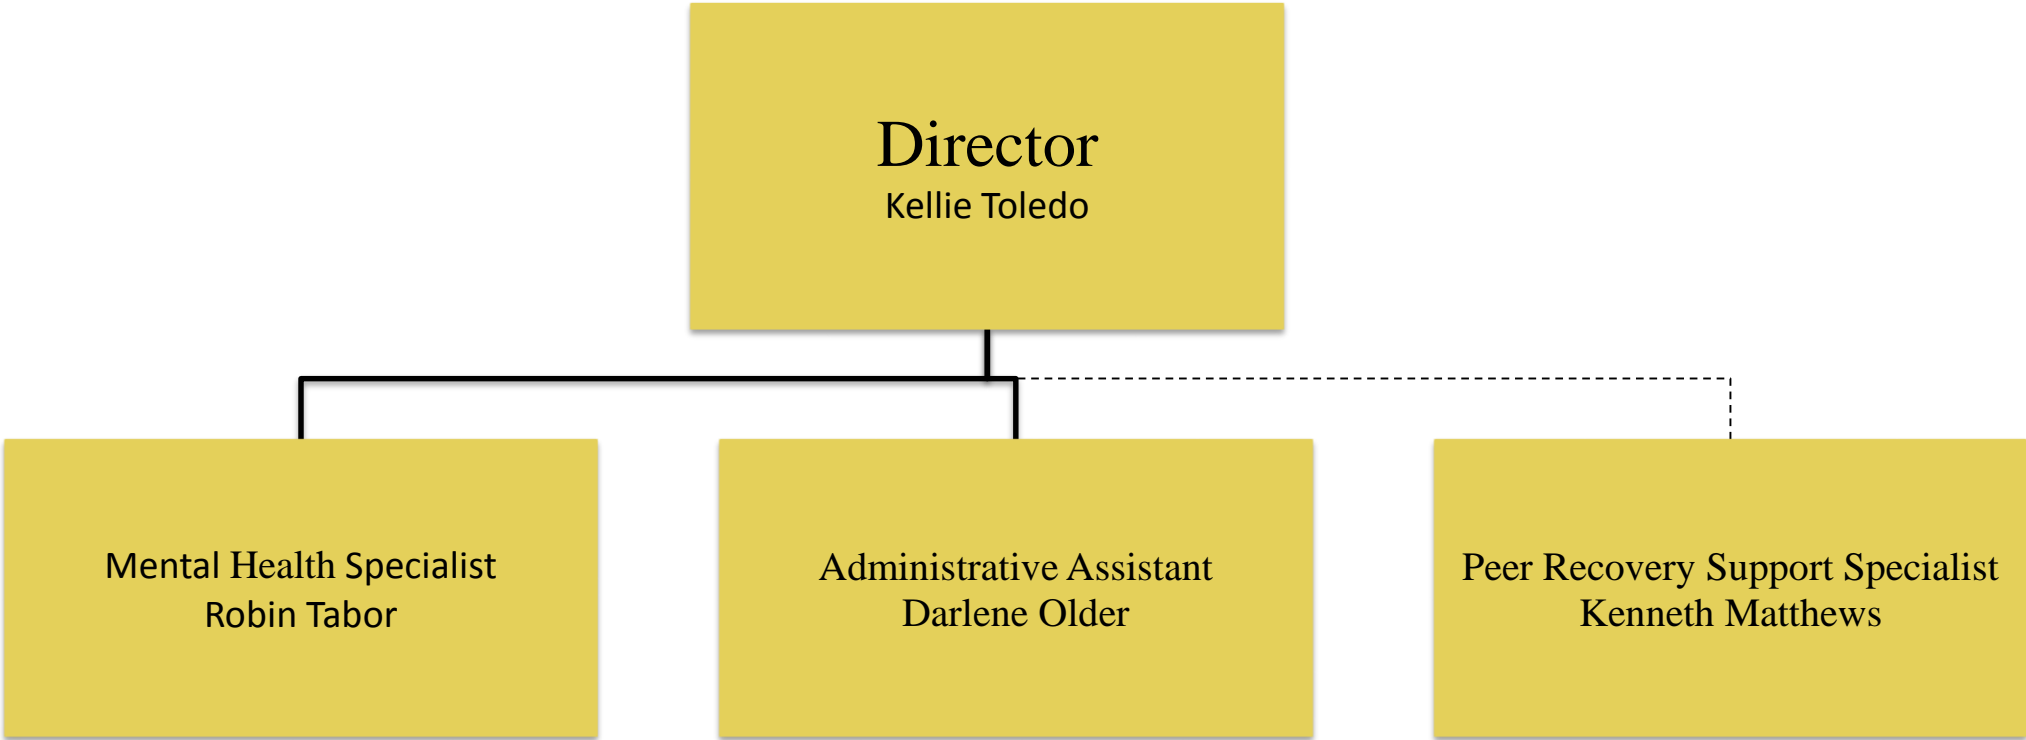 Director
Kellie Toledo
Mental Health Specialist
Robin Tabor
Administrative Assistant
Darlene Older
Peer Recovery Support Specialist
Kenneth Matthews